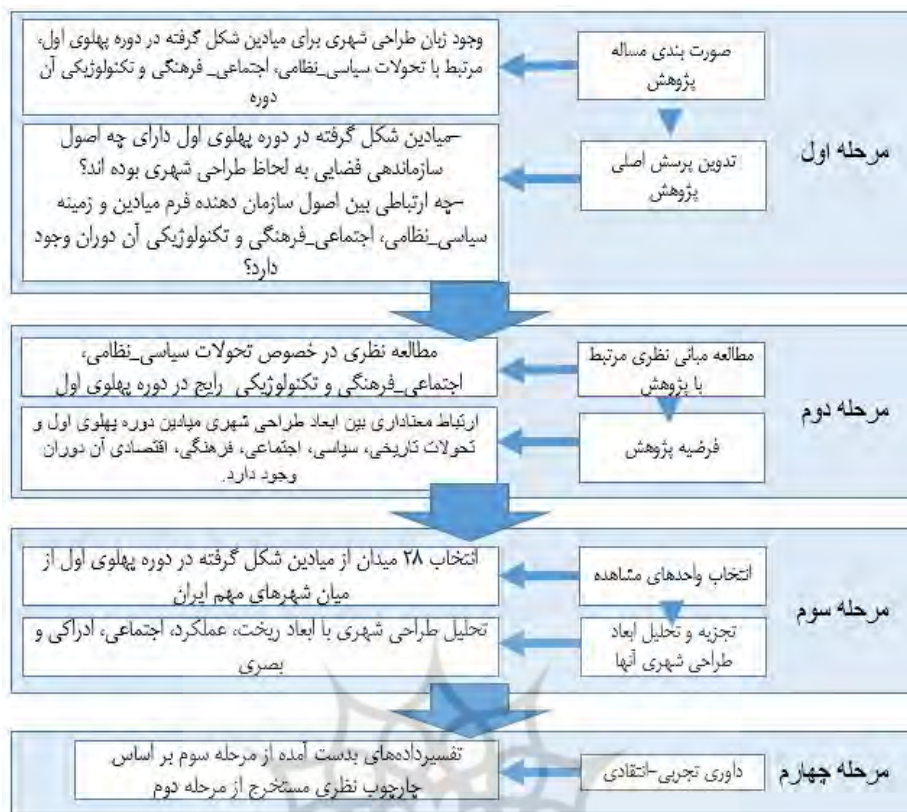 مرحله اول
صورت بندی مساله
پژوهش
وجود زبان طراحی شهری برای میادین شکل گرفته در دوره پهلوی اول،
مرتبط با تحولات سیاسی_نظامی، اجتماعی_ فرهنگی و تکنولوژیکی آن
دوره
تدوین پرسش اصلی
پژوهش
-میادین شکل گرفته در دوره پهلوی اول دارای چه اصول
سازماندهی فضایی به لحاظ طراحی شهری بوده اند؟
-چه ارتباطی بین اصول سازمان دهنده فرم میادین و زمینه
سیاسی_نظامی، اجتماعی_فرهنگی و تکنولوژیکی آن دوران وجود
دارد؟
مرحله دوم
مطالعه مبانی نظری مرتبط
با پژوهش
مطالعه نظری در خصوص تحولات سیاسی_نظامی،
اجتماعی_فرهنگی و تکنولوژیکی رایج در دوره پهلوی اول
فرضیه پژوهش
ارتباط معناداری بین ابعاد طراحی شهری میادین دوره پهلوی اول و
تحولات تاریخی، سیاسی، اجتماعی، فرهنگی، اقتصادی آن دوران
وجود دارد.
مرحله سوم
انتخاب واحدهای مشاهده
انتخاب ۲۸ میدان از میادین شکل گرفته در دوره پهلوی اول از
میان شهرهای مهم ایران
تجزیه و تحلیل ابعاد
طراحی شهری آنها
تحلیل طراحی شهری با ابعاد ریخت، عملکرد، اجتماعی، ادراکی و
بصری
مرحله چهارم
داوری تجربی-انتقادی
تفسیرداده‌های بدست آمده از مرحله سوم بر اساس
چارچوب نظری مستخرج از مرحله دوم